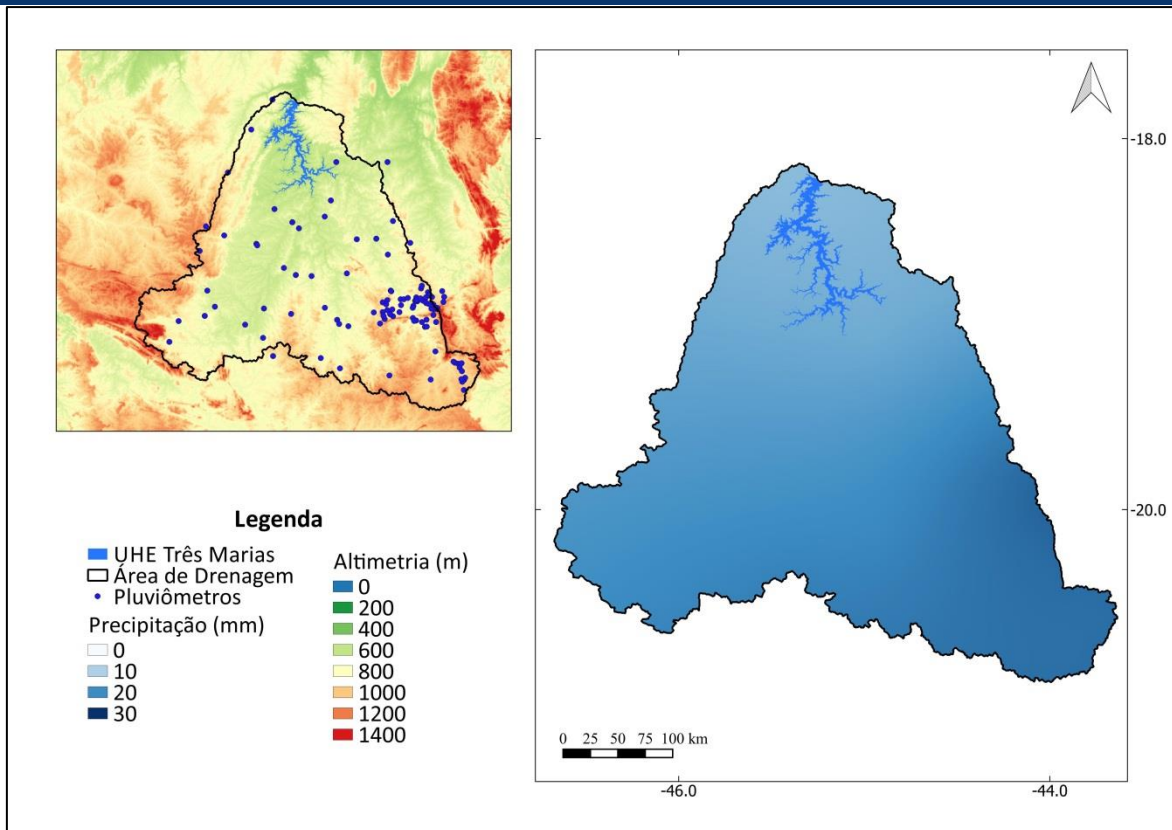 Legenda
UHE Três Marias
Área de Drenagem
Pluviômetros
Precipitação (mm)
0
10
20
30
Altimetria (m)
0
200
400
600
800
1000
1200
1400
-18.0
-20.0
0 25 50 75 100 km
-46.0 -44.0